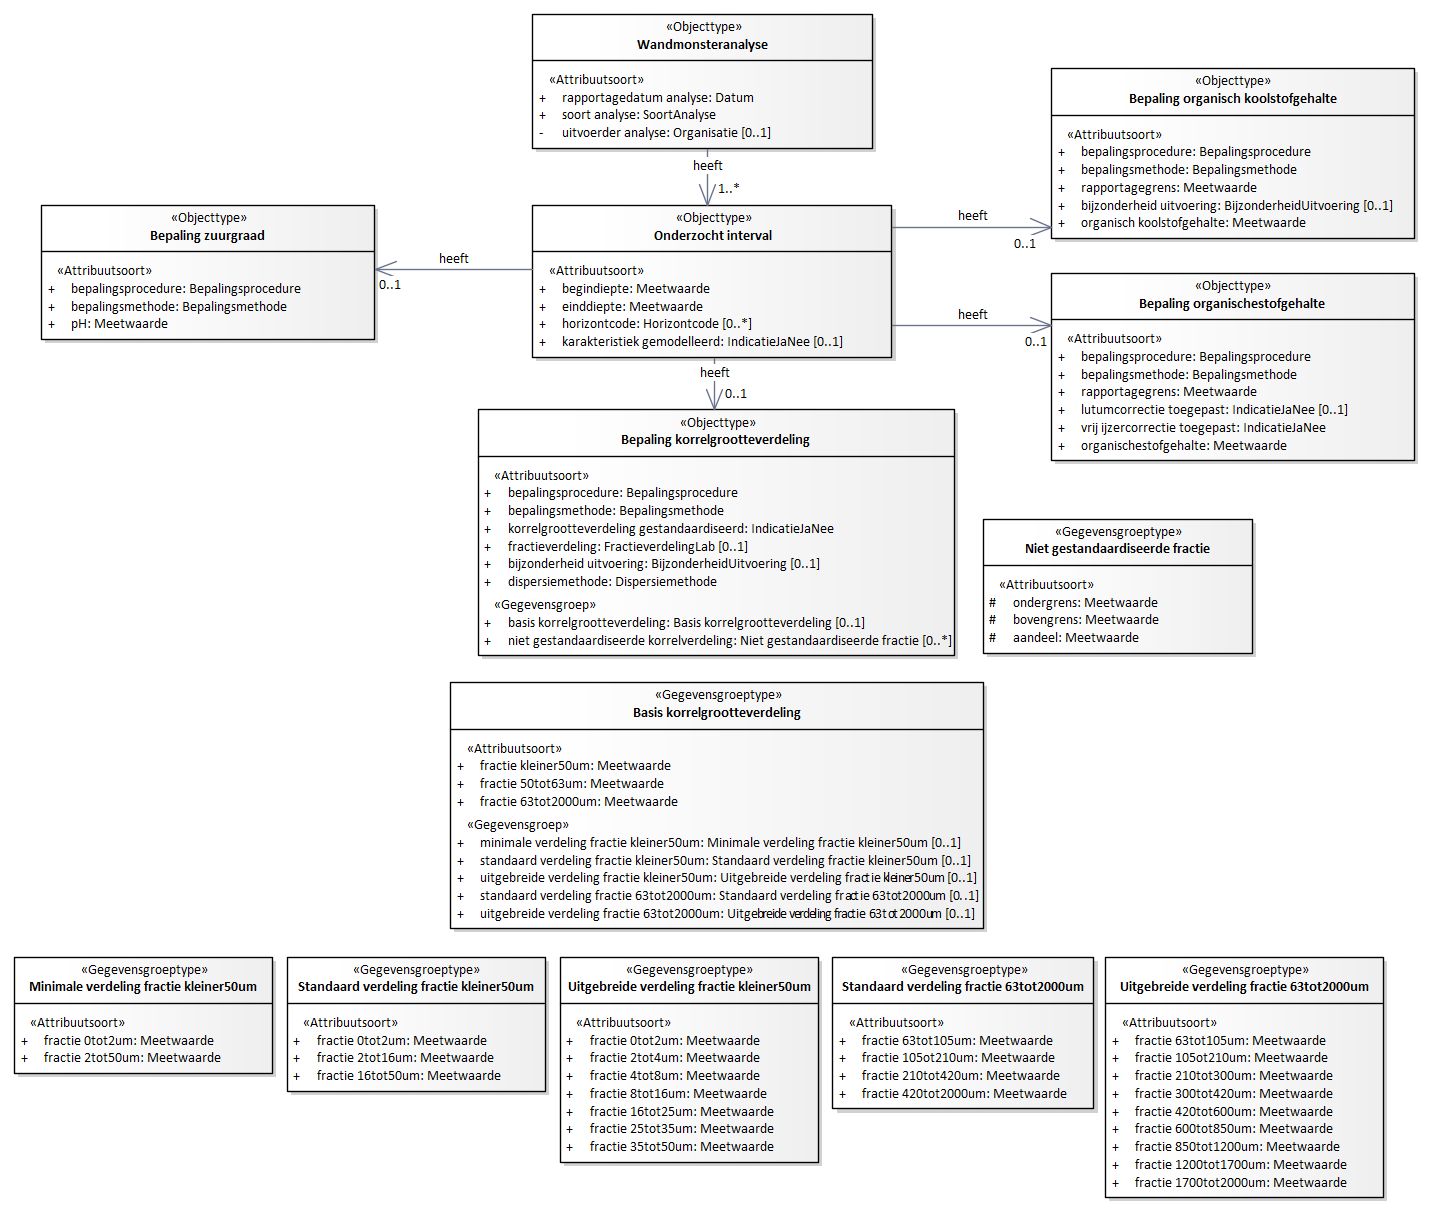 «Objecttype»
Wandmonsteranalyse
«Attribuutsoort»
+ rapportagedatum analyse: Datum
+ soort analyse: SoortAnalyse
- uitvoerder analyse: Organisatie [0..1]
heeft
1..*
«Objecttype»
Bepaling organisch koolstofgehalte
«Attribuutsoort»
+ bepalingsprocedure: Bepalingsprocedure
+ bepalingsmethode: Bepalingsmethode
+ rapportagegrens: Meetwaarde
+ bijzonderheid uitvoering: BijzonderheidUitvoering [0..1]
+ organisch koolstofgehalte: Meetwaarde
heeft
0..1
«Objecttype»
Bepaling zuurgraad
«Attribuutsoort»
+ bepalingsprocedure: Bepalingsprocedure
+ bepalingsmethode: Bepalingsmethode
+ pH: Meetwaarde
heeft
0..1
«Objecttype»
Onderzocht interval
«Attribuutsoort»
+ begindiepte: Meetwaarde
+ einddiepte: Meetwaarde
+ horizontcode: Horizontcode [0..*]
+ karakteristiek gemodelleerd: IndicatieJaNee [0..1]
heeft
0..1
«Objecttype»
Bepaling organischestofgehalte
«Attribuutsoort»
+ bepalingsprocedure: Bepalingsprocedure
+ bepalingsmethode: Bepalingsmethode
+ rapportagegrens: Meetwaarde
+ lutumcorrectie toegepast: IndicatieJaNee [0..1]
+ vrij ijzercorrectie toegepast: IndicatieJaNee
+ organischestofgehalte: Meetwaarde
heeft
0..1
«Objecttype»
Bepaling korrelgrootteverdeling
«Attribuutsoort»
+ bepalingsprocedure: Bepalingsprocedure
+ bepalingsmethode: Bepalingsmethode
+ korrelgrootteverdeling gestandaardiseerd: IndicatieJaNee
+ fractieverdeling: FractieverdelingLab [0..1]
+ bijzonderheid uitvoering: BijzonderheidUitvoering [0..1]
+ dispersiemethode: Dispersiemethode
«Gegevensgroep»
+ basis korrelgrootteverdeling: Basis korrelgrootteverdeling [0..1]
+ niet gestandaardiseerde korrelverdeling: Niet gestandaardiseerde fractie [0..*]
«Gegevensgroeptype»
Niet gestandaardiseerde fractie
«Attribuutsoort»
# ondergrens: Meetwaarde
# bovengrens: Meetwaarde
# aandeel: Meetwaarde
«Gegevensgroeptype»
Basis korrelgrootteverdeling
«Attribuutsoort»
+ fractie kleiner50um: Meetwaarde
+ fractie 50tot63um: Meetwaarde
+ fractie 63tot2000um: Meetwaarde
«Gegevensgroep»
+ minimale verdeling fractie kleiner50um: Minimale verdeling fractie kleiner50um [0..1]
+ standaard verdeling fractie kleiner50um: Standaard verdeling fractie kleiner50um [0..1]
+ uitgebreide verdeling fractie kleiner50um: Uitgebreide verdeling fractie kleiner50um [0..1]
+ standaard verdeling fractie 63tot2000um: Standaard verdeling fractie 63tot2000um [0..1]
+ uitgebreide verdeling fractie 63tot2000um: Uitgebreide verdeling fractie 63tot2000um [0..1]
«Gegevensgroeptype»
Minimale verdeling fractie kleiner50um
«Attribuutsoort»
+ fractie 0tot2um: Meetwaarde
+ fractie 2tot50um: Meetwaarde
«Gegevensgroeptype»
Standaard verdeling fractie kleiner50um
«Attribuutsoort»
+ fractie 0tot2um: Meetwaarde
+ fractie 2tot16um: Meetwaarde
+ fractie 16tot50um: Meetwaarde
«Gegevensgroeptype»
Uitgebreide verdeling fractie kleiner50um
«Attribuutsoort»
+ fractie 0tot2um: Meetwaarde
+ fractie 2tot4um: Meetwaarde
+ fractie 4tot8um: Meetwaarde
+ fractie 8tot16um: Meetwaarde
+ fractie 16tot25um: Meetwaarde
+ fractie 25tot35um: Meetwaarde
+ fractie 35tot50um: Meetwaarde
«Gegevensgroeptype»
Standaard verdeling fractie 63tot2000um
«Attribuutsoort»
+ fractie 63tot105um: Meetwaarde
+ fractie 105ot210um: Meetwaarde
+ fractie 210tot420um: Meetwaarde
+ fractie 420tot2000um: Meetwaarde
«Gegevensgroeptype»
Uitgebreide verdeling fractie 63tot2000um
«Attribuutsoort»
+ fractie 63tot105um: Meetwaarde
+ fractie 105ot210um: Meetwaarde
+ fractie 210tot300um: Meetwaarde
+ fractie 300tot420um: Meetwaarde
+ fractie 420tot600um: Meetwaarde
+ fractie 600tot850um: Meetwaarde
+ fractie 850tot1200um: Meetwaarde
+ fractie 1200tot1700um: Meetwaarde
+ fractie 1700tot2000um: Meetwaarde